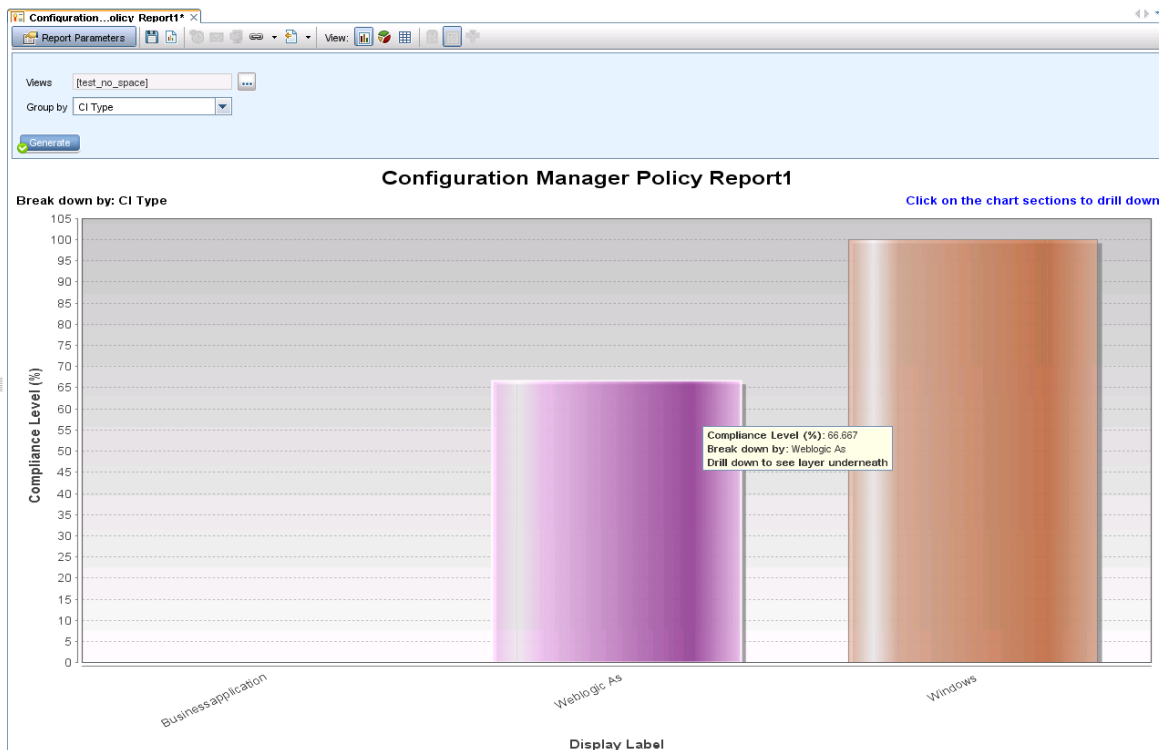 Configuration...olicy Report1*
Report Parameters
View:
Views [test_no_space] ...
Group by CI Type
Generate
Configuration Manager Policy Report1
Break down by: CI Type
Click on the chart sections to drill down
105
100
95
90
85
80
75
70
65
60
55
50
45
40
35
30
25
20
15
10
5
0
Compliance Level (%)
Compliance Level (%): 66.667
Break down by: Weblogic As
Drill down to see layer underneath
Businessapplication
Weblogic As
Windows
Display Label